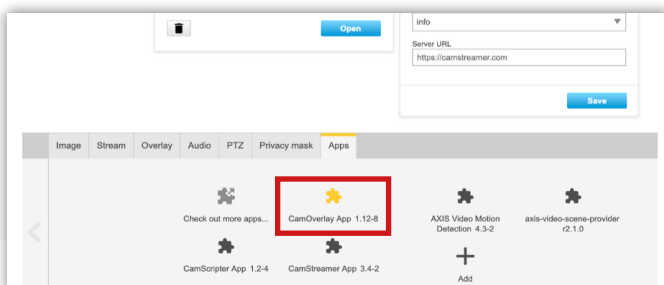 Open
info
Server URL
https://camstreamer.com
Save
Image Stream Overlay Audio PTZ Privacy mask Apps
Check out more apps... CamOverlay App 1.12-8 AXIS Video Motion axis-video-scene-provider
Detection 4.3-2 r2.1.0
CamScripter App 1.2-4 CamStreamer App 3.4-2
Add